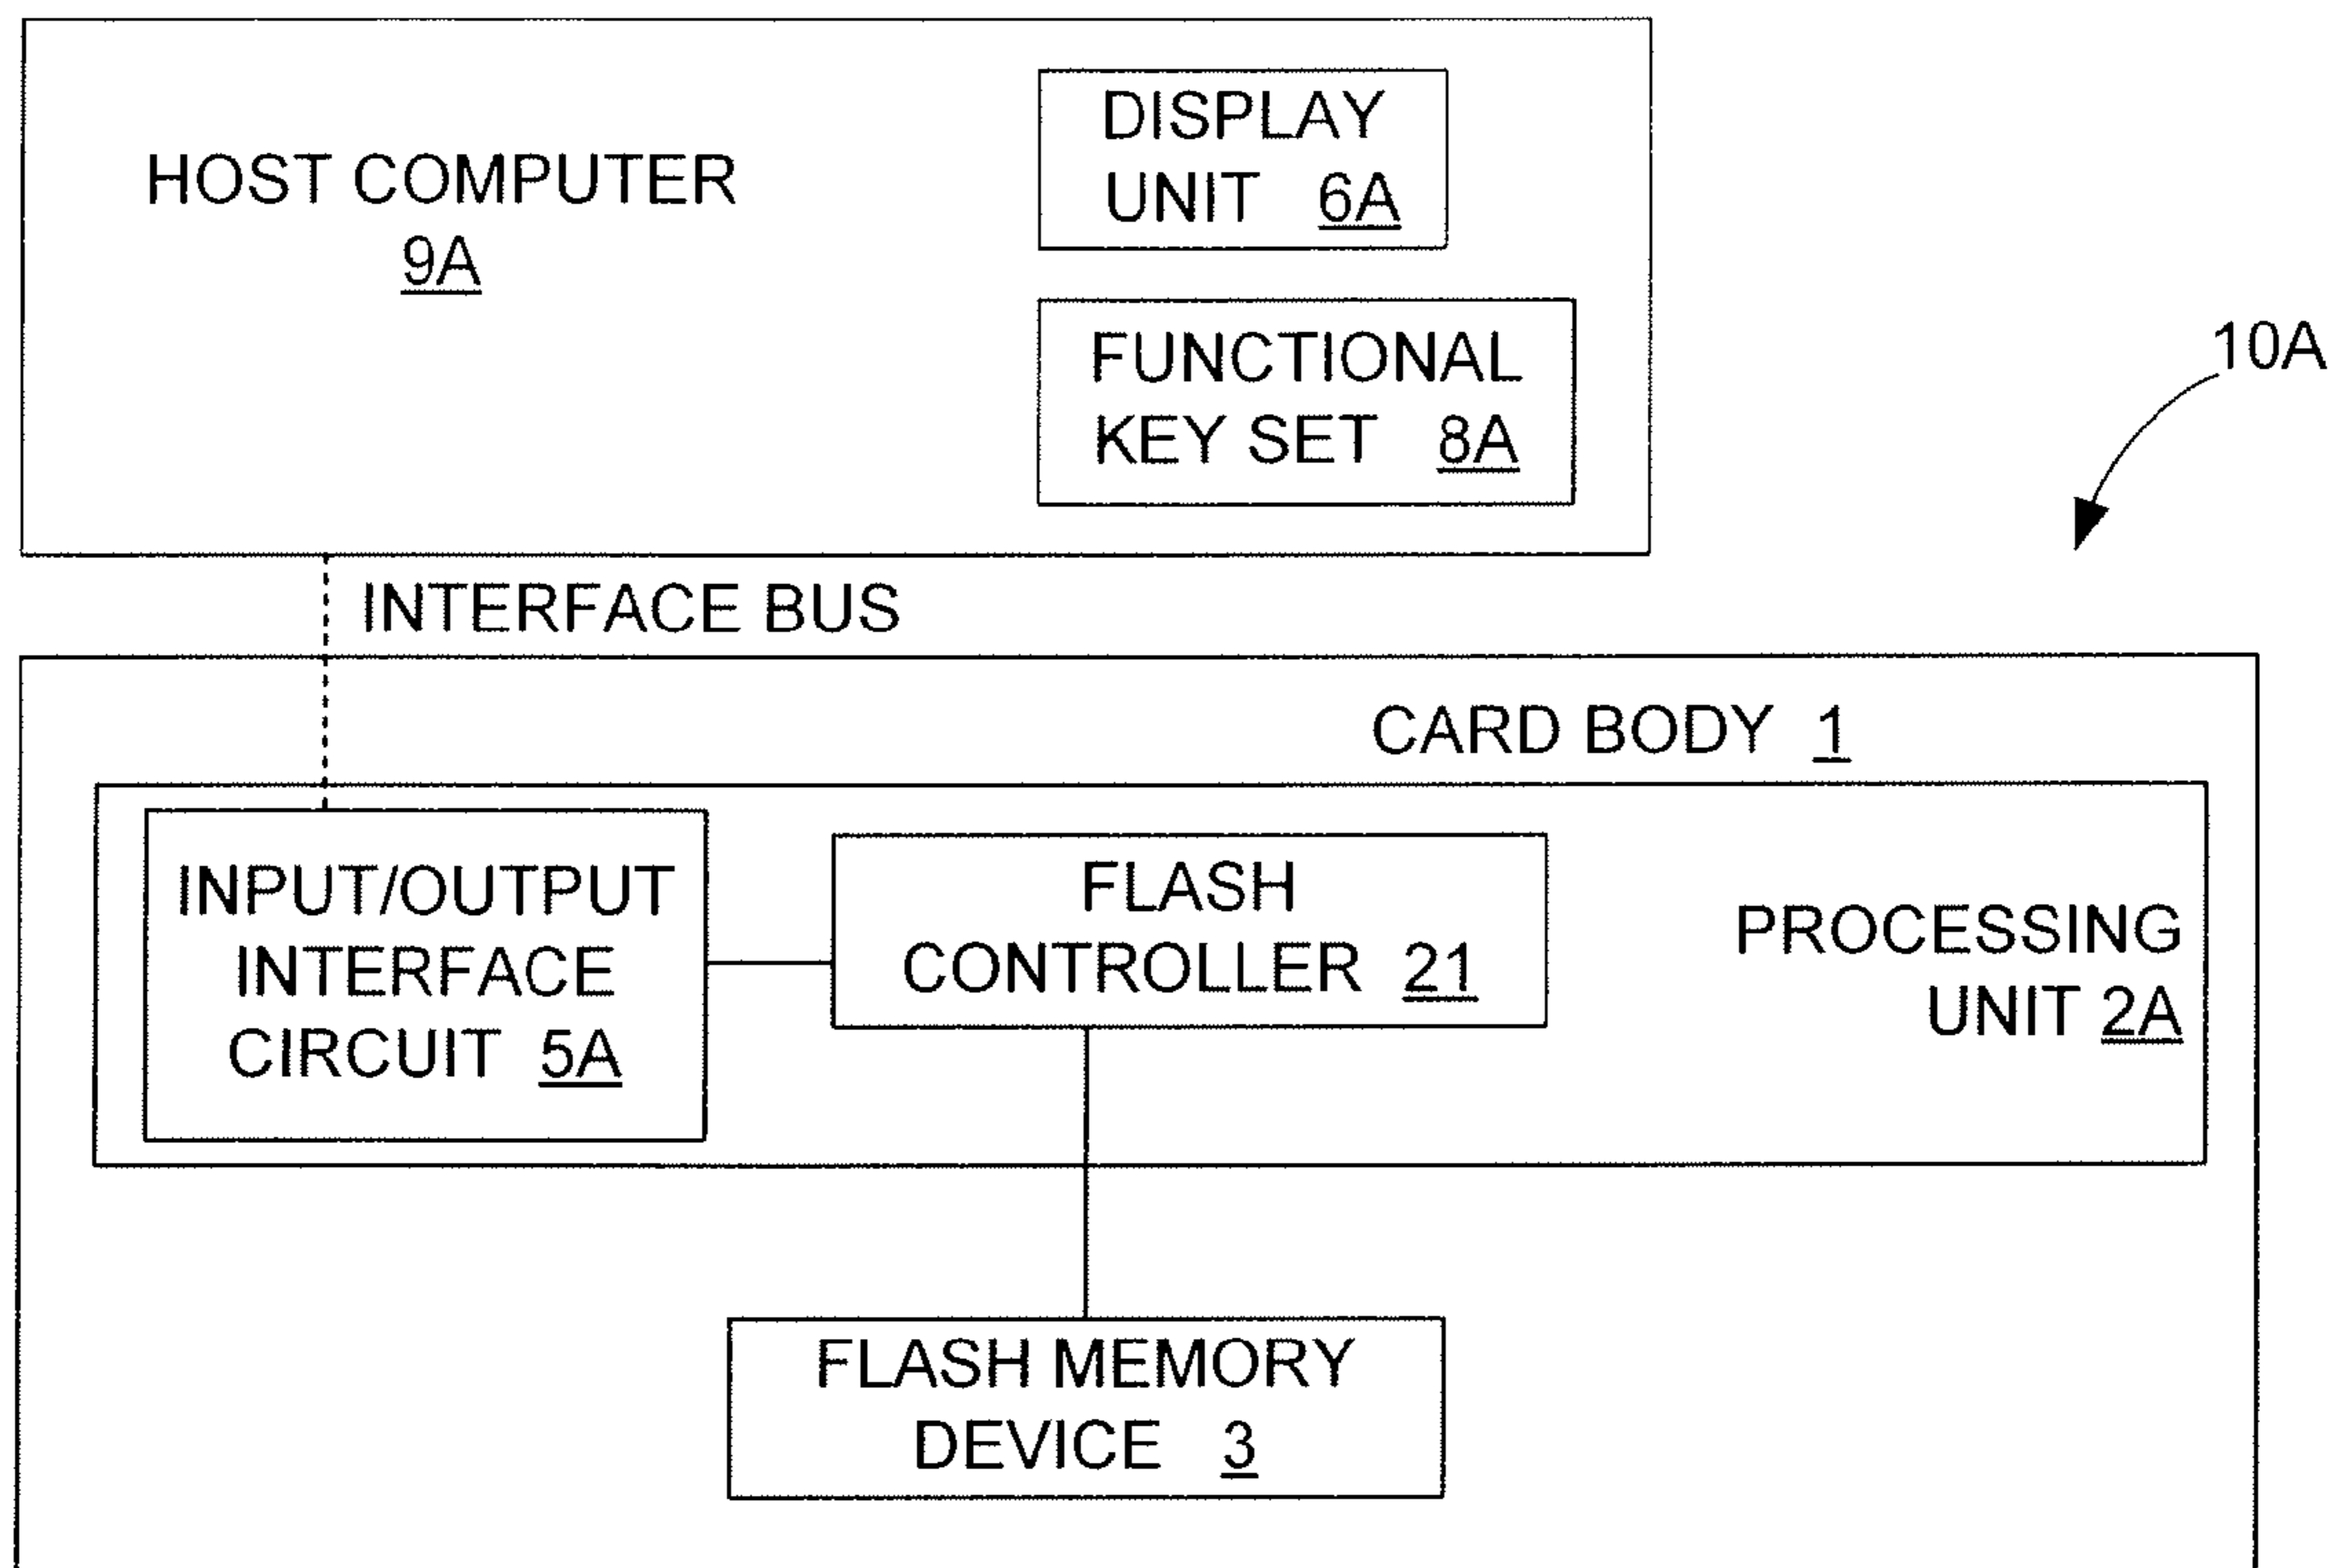 HOST COMPUTER
9A
DISPLAY
UNIT 6A
FUNCTIONAL
KEY SET 8A
10A
INTERFACE BUS
CARD BODY 1
INPUT/OUTPUT
INTERFACE
CIRCUIT 5A
FLASH
CONTROLLER 21
PROCESSING
UNIT 2A
FLASH MEMORY
DEVICE 3